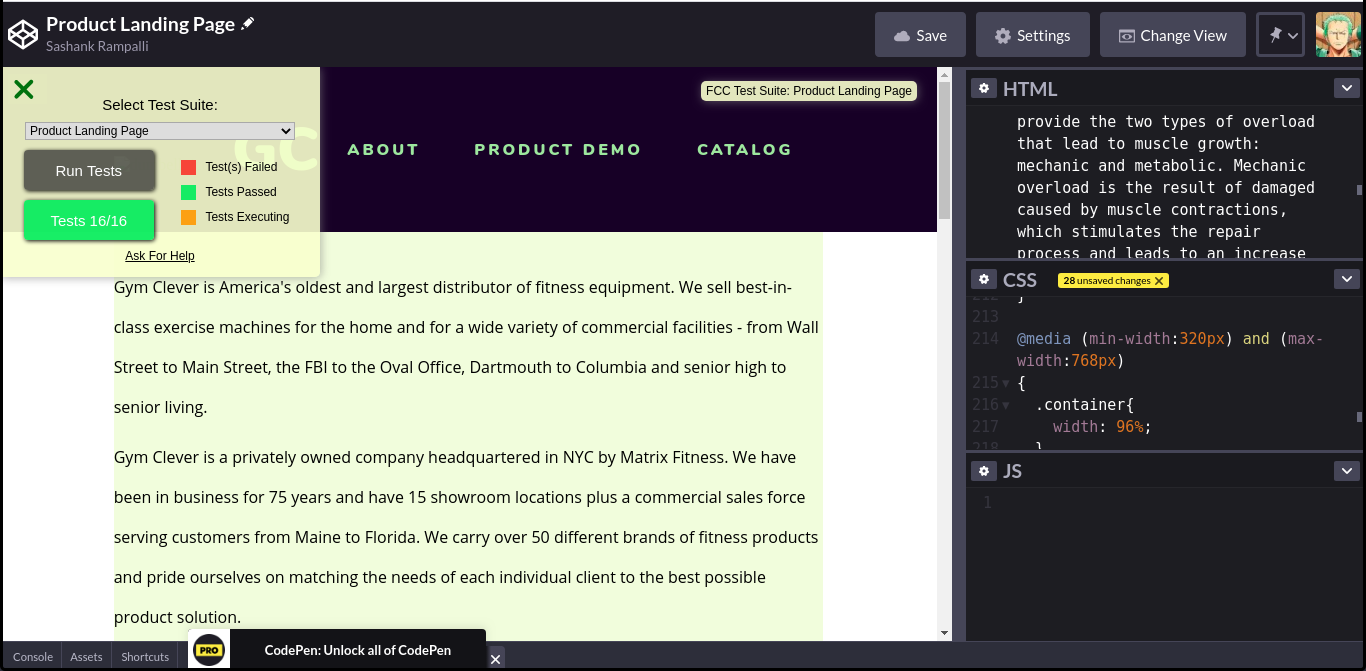 Product Landing Page
Sashank Rampalli
Save
Settings
Change View
Select Test Suite:
Product Landing Page
Run Tests
Tests 16/16
Test(s) Failed
Tests Passed
Tests Executing
Ask For Help
GC
ABOUT
PRODUCT DEMO
CATALOG
FCC Test Suite: Product Landing Page
Gym Clever is America's oldest and largest distributor of fitness equipment. We sell best-in-
class exercise machines for the home and for a wide variety of commercial facilities - from Wall
Street to Main Street, the FBI to the Oval Office, Dartmouth to Columbia and senior high to
senior living.
Gym Clever is a privately owned company headquartered in NYC by Matrix Fitness. We have
been in business for 75 years and have 15 showroom locations plus a commercial sales force
serving customers from Maine to Florida. We carry over 50 different brands of fitness products
and pride ourselves on matching the needs of each individual client to the best possible
product solution.
HTML
provide the two types of overload
that lead to muscle growth:
mechanic and metabolic. Mechanic
overload is the result of damaged
caused by muscle contractions,
which stimulates the repair
process and leads to an increase
CSS
28 unsaved changes
212 }
213
214 @media (min-width:320px) and (max-
width:768px)
215 {
216 .container{
217 width: 96%;
218 }
JS
1
Console
Assets
Shortcuts
PRO
CodePen: Unlock all of CodePen